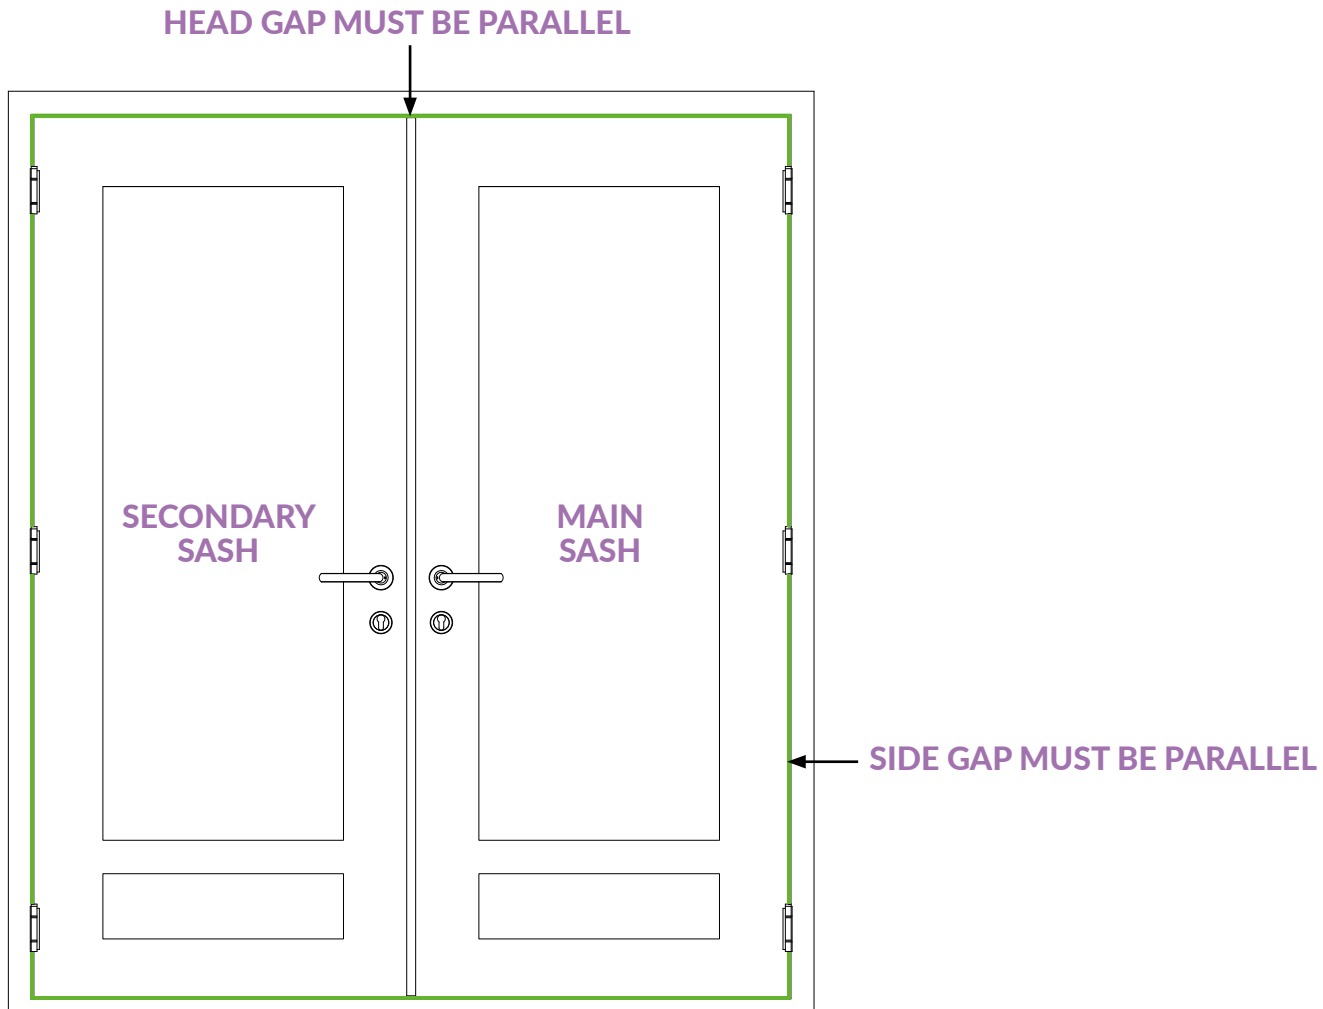 HEAD GAP MUST BE PARALLEL
SECONDARY
SASH
MAIN
SASH
SIDE GAP MUST BE PARALLEL